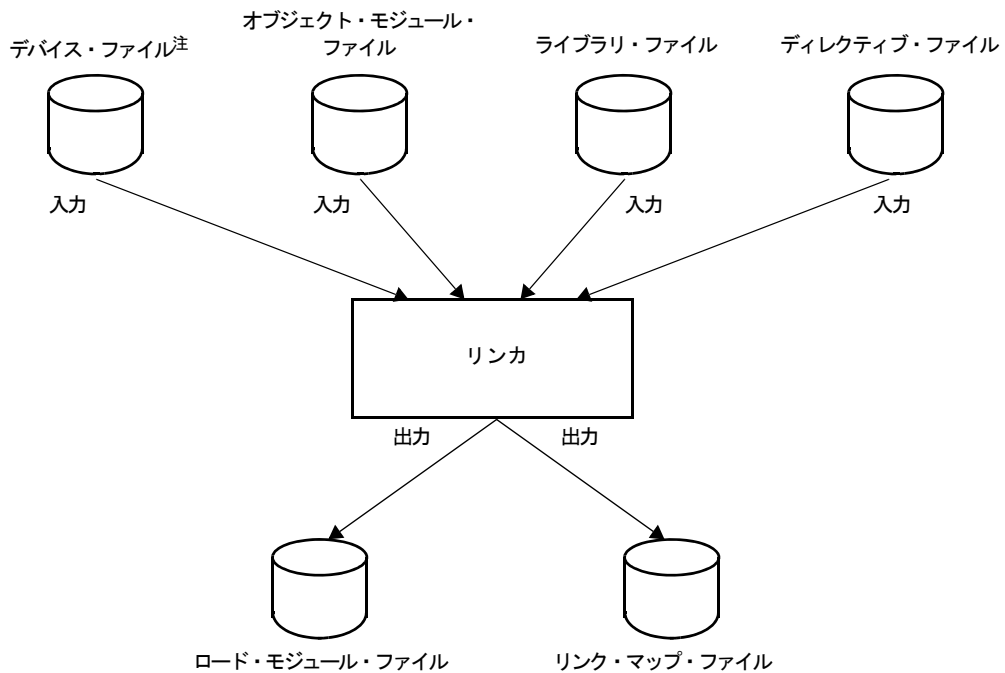 デバイス・ファイル注
オブジェクト・モジュール・
ファイル
ライブラリ・ファイル
ディレクティブ・ファイル
入力
入力
入力
入力
リンカ
出力
出力
ロード・モジュール・ファイル
リンク・マップ・ファイル